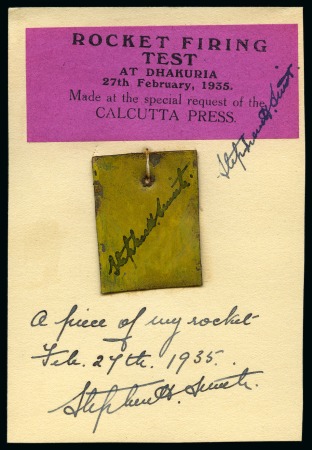 ROCKET FIRING
TEST
AT DHAKURIA
27th February, 1935.
Made at the special request of the
CALCUTTA PRESS.
Stephen H. Smith.
Stephen H. Smith.
A piece of my rocket
Feb. 27th. 1935.
Stephen H. Smith.